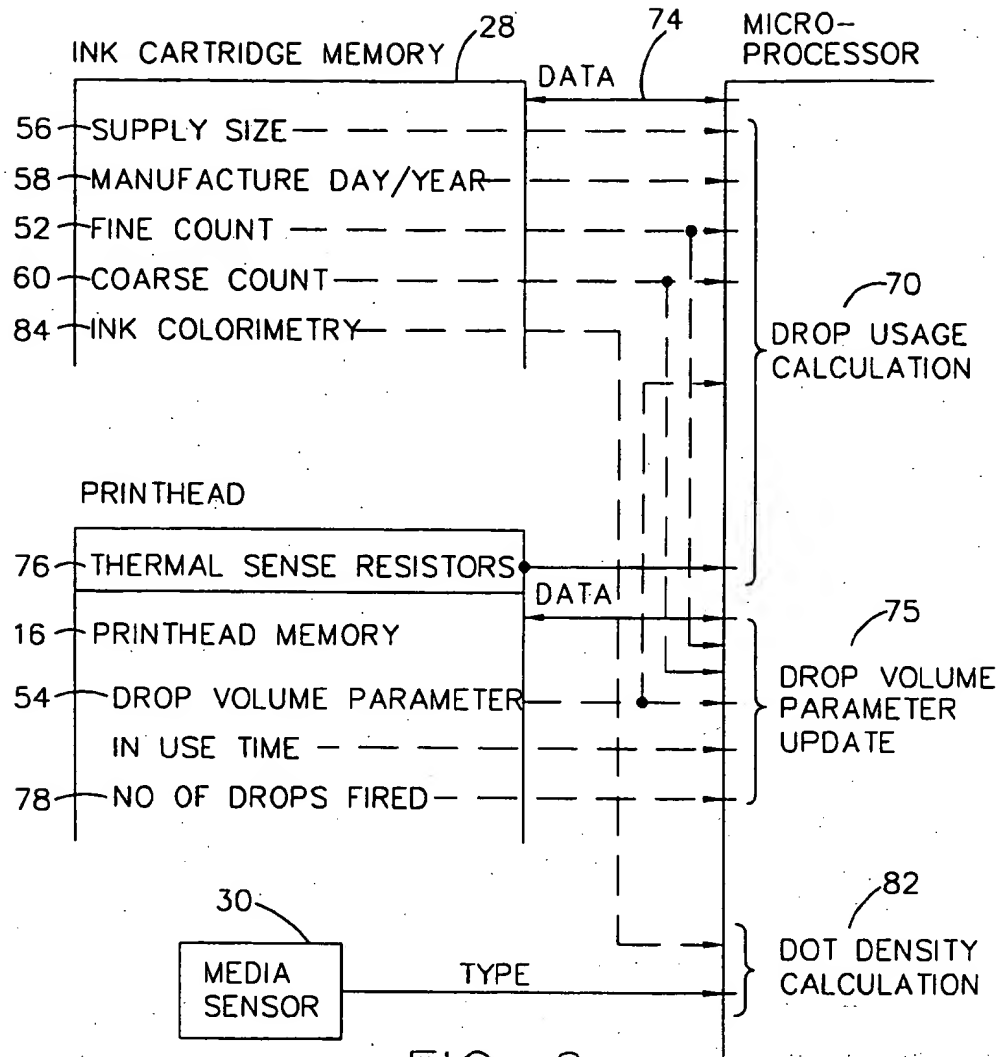 28
74
MICRO-
PROCESSOR
INK CARTRIDGE MEMORY
DATA
56 SUPPLY SIZE
58 MANUFACTURE DAY/YEAR
52 FINE COUNT
60 COARSE COUNT
84 INK COLORIMETRY
70
DROP USAGE
CALCULATION
PRINTHEAD
76 THERMAL SENSE RESISTORS
DATA
16 PRINTHEAD MEMORY
54 DROP VOLUME PARAMETER
IN USE TIME
78 NO OF DROPS FIRED
75
DROP VOLUME
PARAMETER
UPDATE
30
MEDIA
SENSOR
TYPE
82
DOT DENSITY
CALCULATION